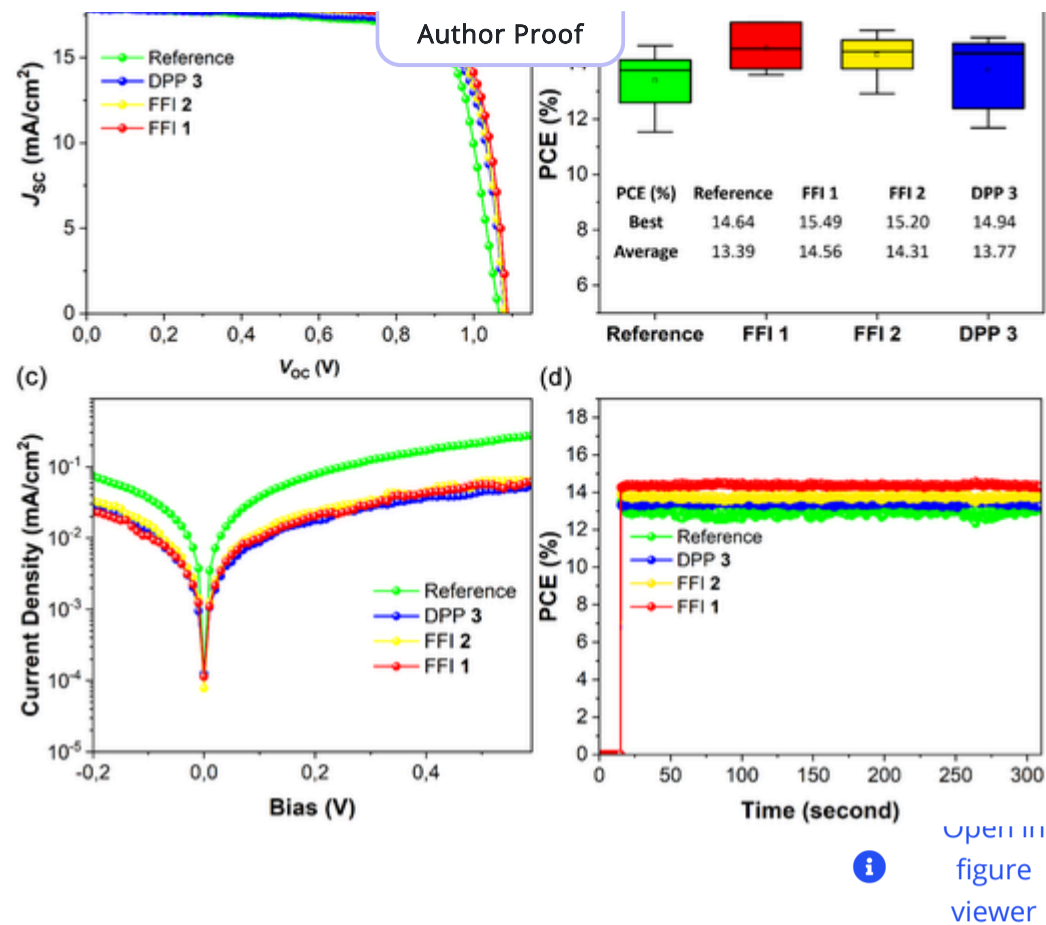 Author Proof
15
10
5
0
J_SC (mA/cm²)
Reference
DPP 3
FFI 2
FFI 1
0,0 0,2 0,4 0,6 0,8 1,0
V_OC (V)
12
10
8
6
PCE (%)
PCE (%) Reference FFI 1 FFI 2 DPP 3
Best 14.64 15.49 15.20 14.94
Average 13.39 14.56 14.31 13.77
Reference FFI 1 FFI 2 DPP 3
(c)
10⁻¹
10⁻²
10⁻³
10⁻⁴
10⁻⁵
Current Density (mA/cm²)
Reference
DPP 3
FFI 2
FFI 1
-0,2 0,0 0,2 0,4
Bias (V)
(d)
18
16
14
12
10
8
6
4
2
0
PCE (%)
Reference
DPP 3
FFI 2
FFI 1
0 50 100 150 200 250 300
Time (second)
Open in
figure
viewer